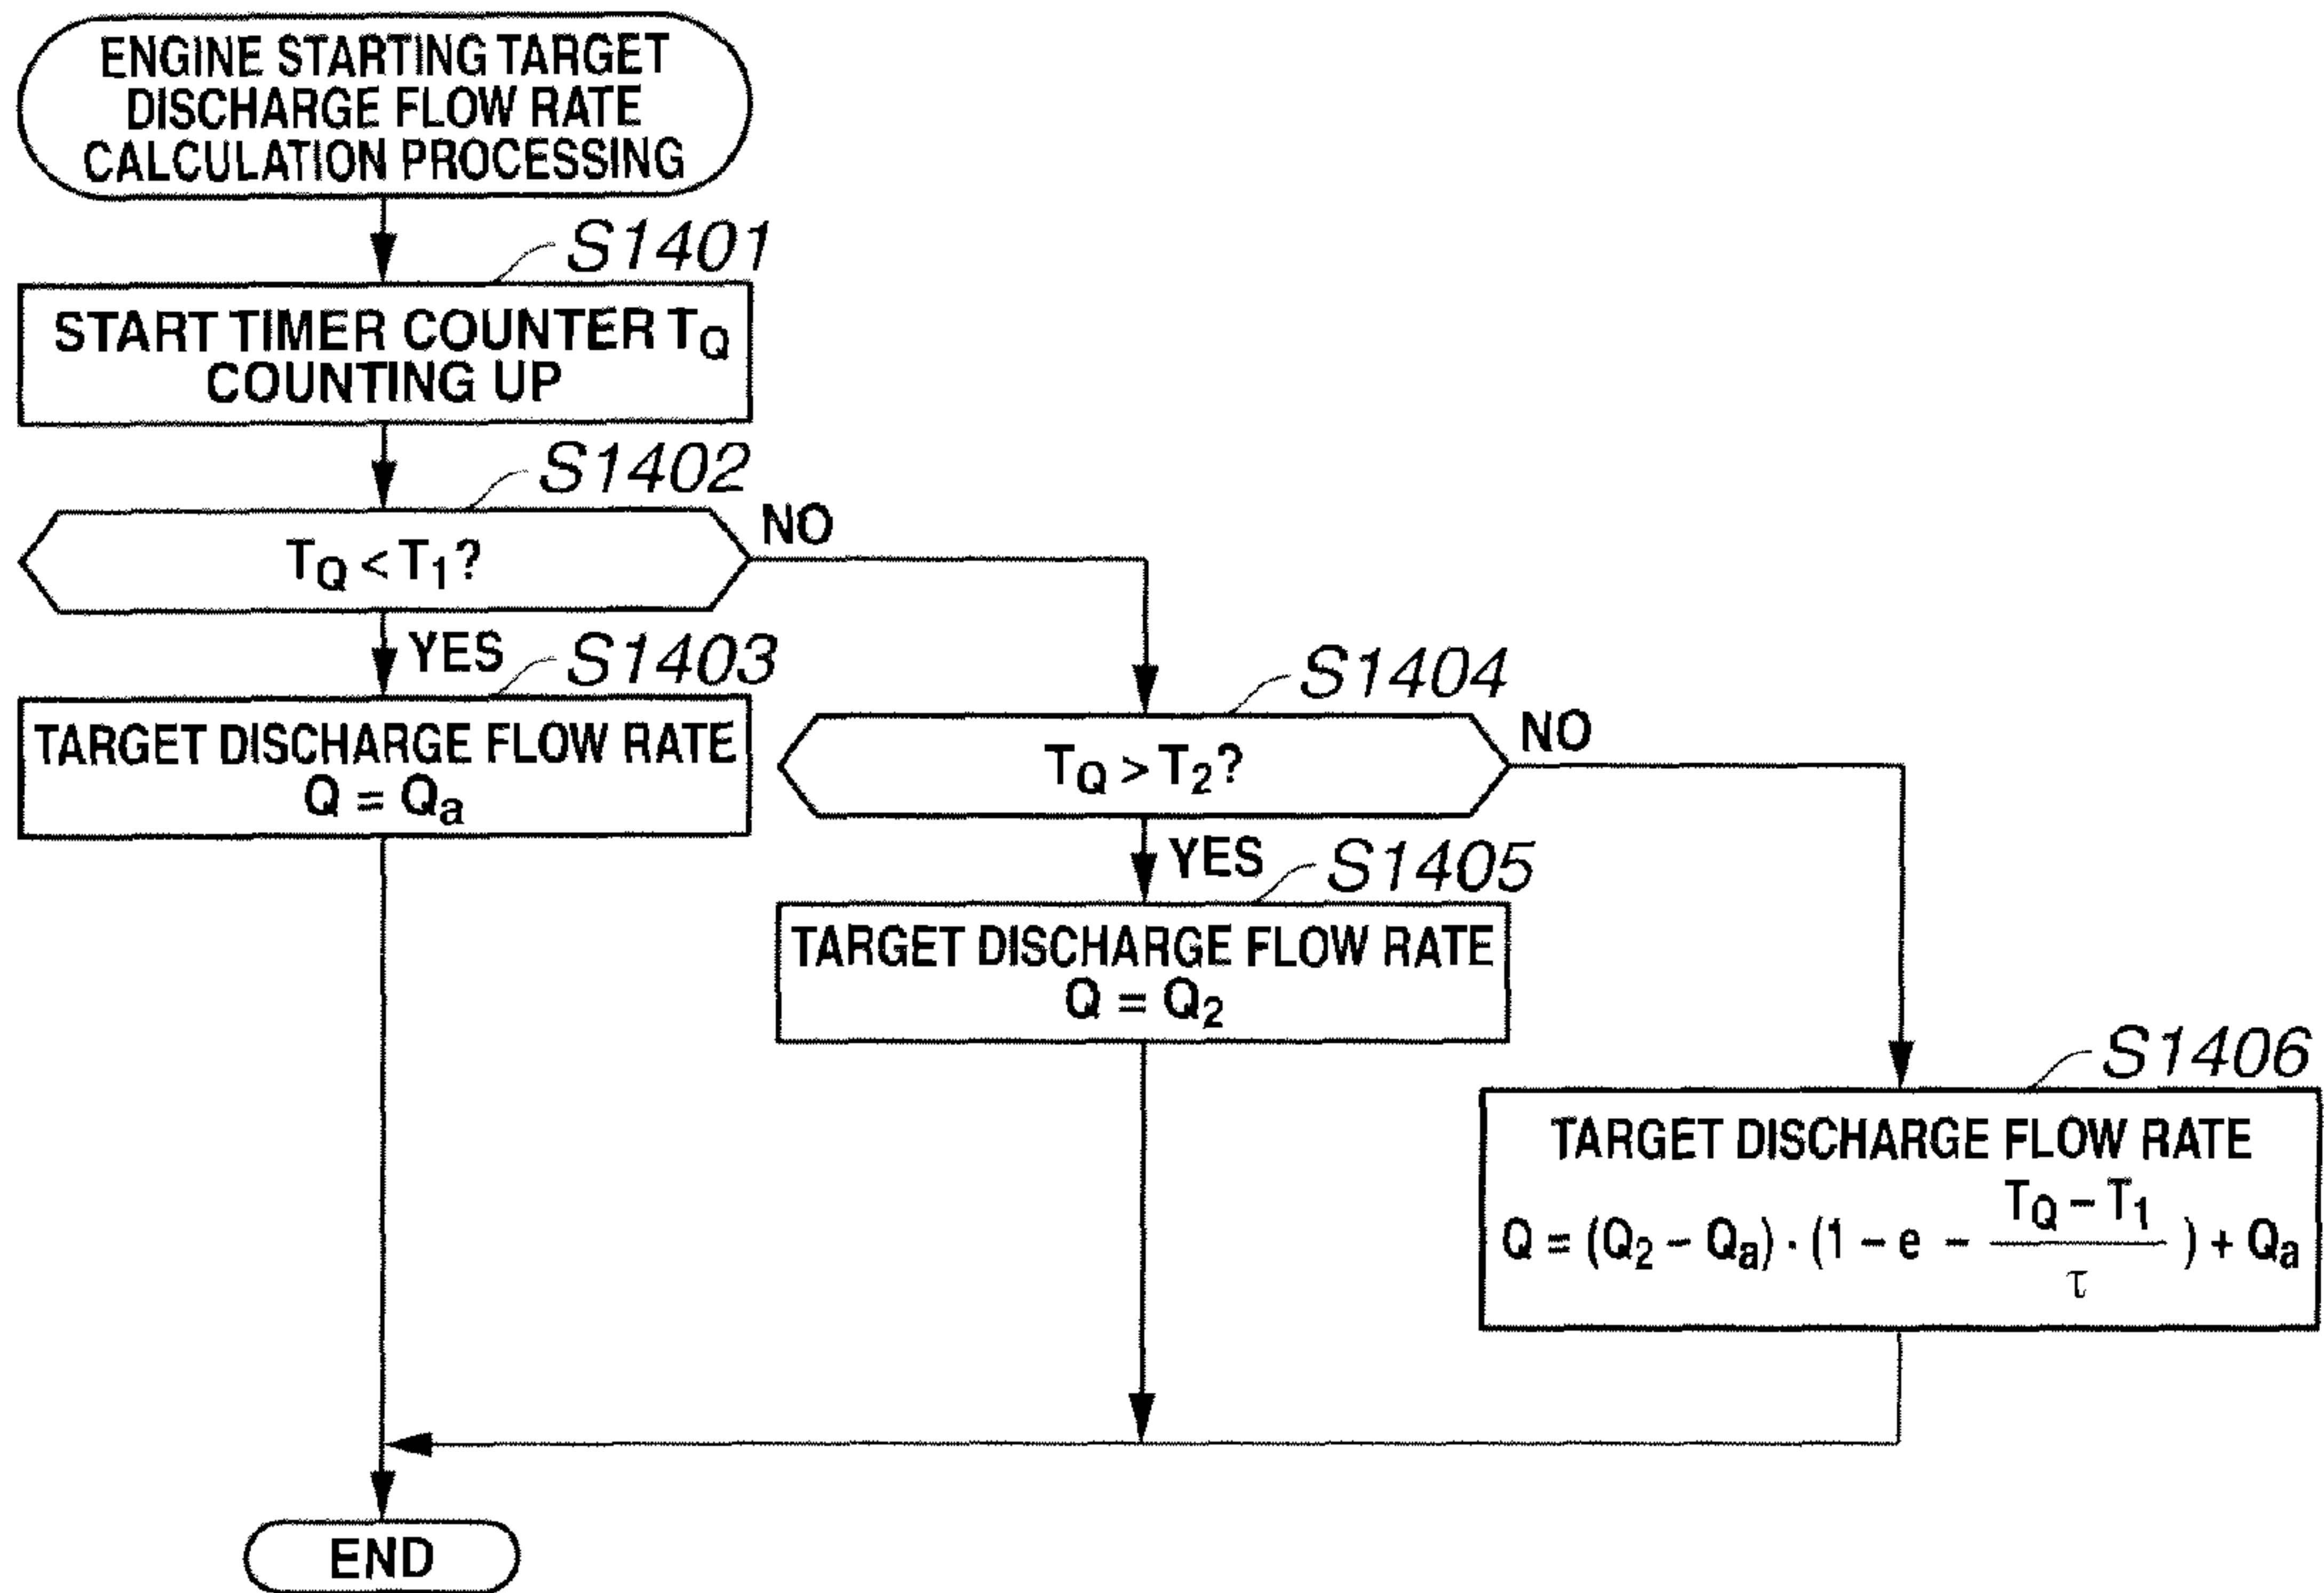 ENGINE STARTING TARGET
DISCHARGE FLOW RATE
CALCULATION PROCESSING
S1401
START TIMER COUNTER TQ
COUNTING UP
S1402
TQ < T1?
NO
YES
S1403
TARGET DISCHARGE FLOW RATE
Q = Qa
S1404
TQ > T2?
NO
YES
S1405
TARGET DISCHARGE FLOW RATE
Q = Q2
S1406
TARGET DISCHARGE FLOW RATE
Q = (Q2 − Qa) · (1 − e − TQ − T1 / τ ) + Qa
END